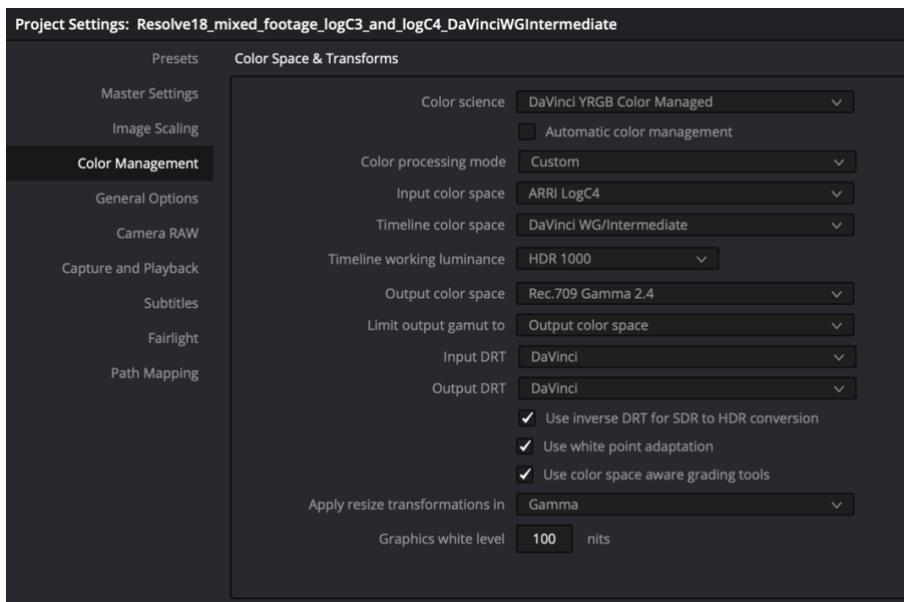 Project Settings: Resolve18_mixed_footage_logC3_and_logC4_DaVinciWGIntermediate
Presets
Master Settings
Image Scaling
Color Management
General Options
Camera RAW
Capture and Playback
Subtitles
Fairlight
Path Mapping
Color Space & Transforms
Color science DaVinci YRGB Color Managed
Automatic color management
Color processing mode Custom
Input color space ARRI LogC4
Timeline color space DaVinci WG/Intermediate
Timeline working luminance HDR 1000
Output color space Rec.709 Gamma 2.4
Limit output gamut to Output color space
Input DRT DaVinci
Output DRT DaVinci
Use inverse DRT for SDR to HDR conversion
Use white point adaptation
Use color space aware grading tools
Apply resize transformations in Gamma
Graphics white level 100 nits